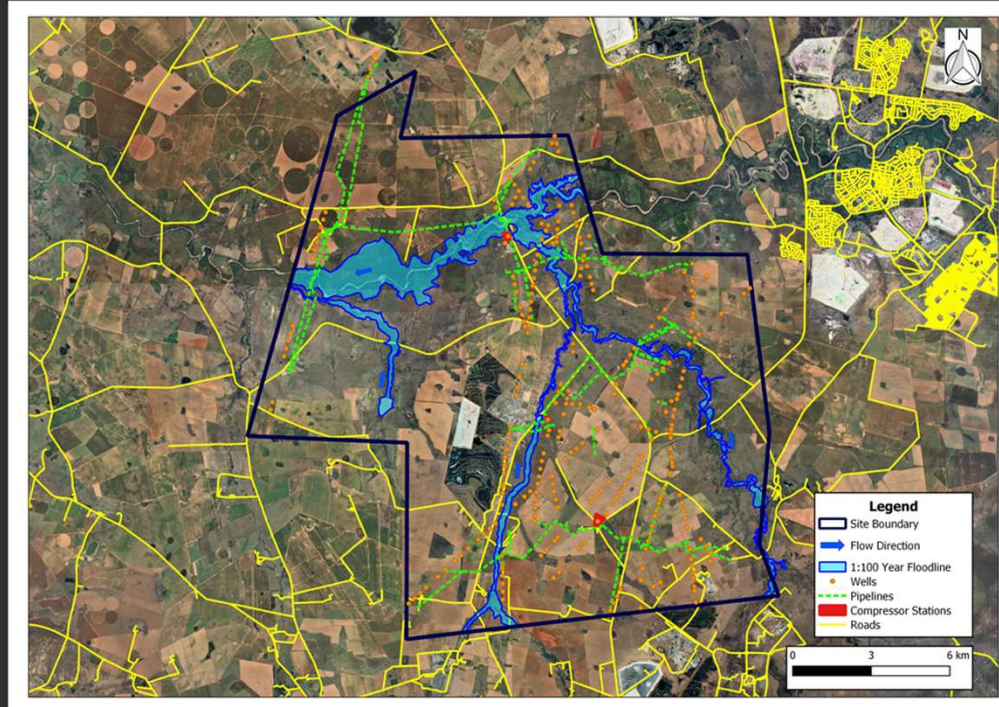 N
Legend
Site Boundary
Flow Direction
1:100 Year Floodline
Wells
Pipelines
Compressor Stations
Roads
0 3 6 km